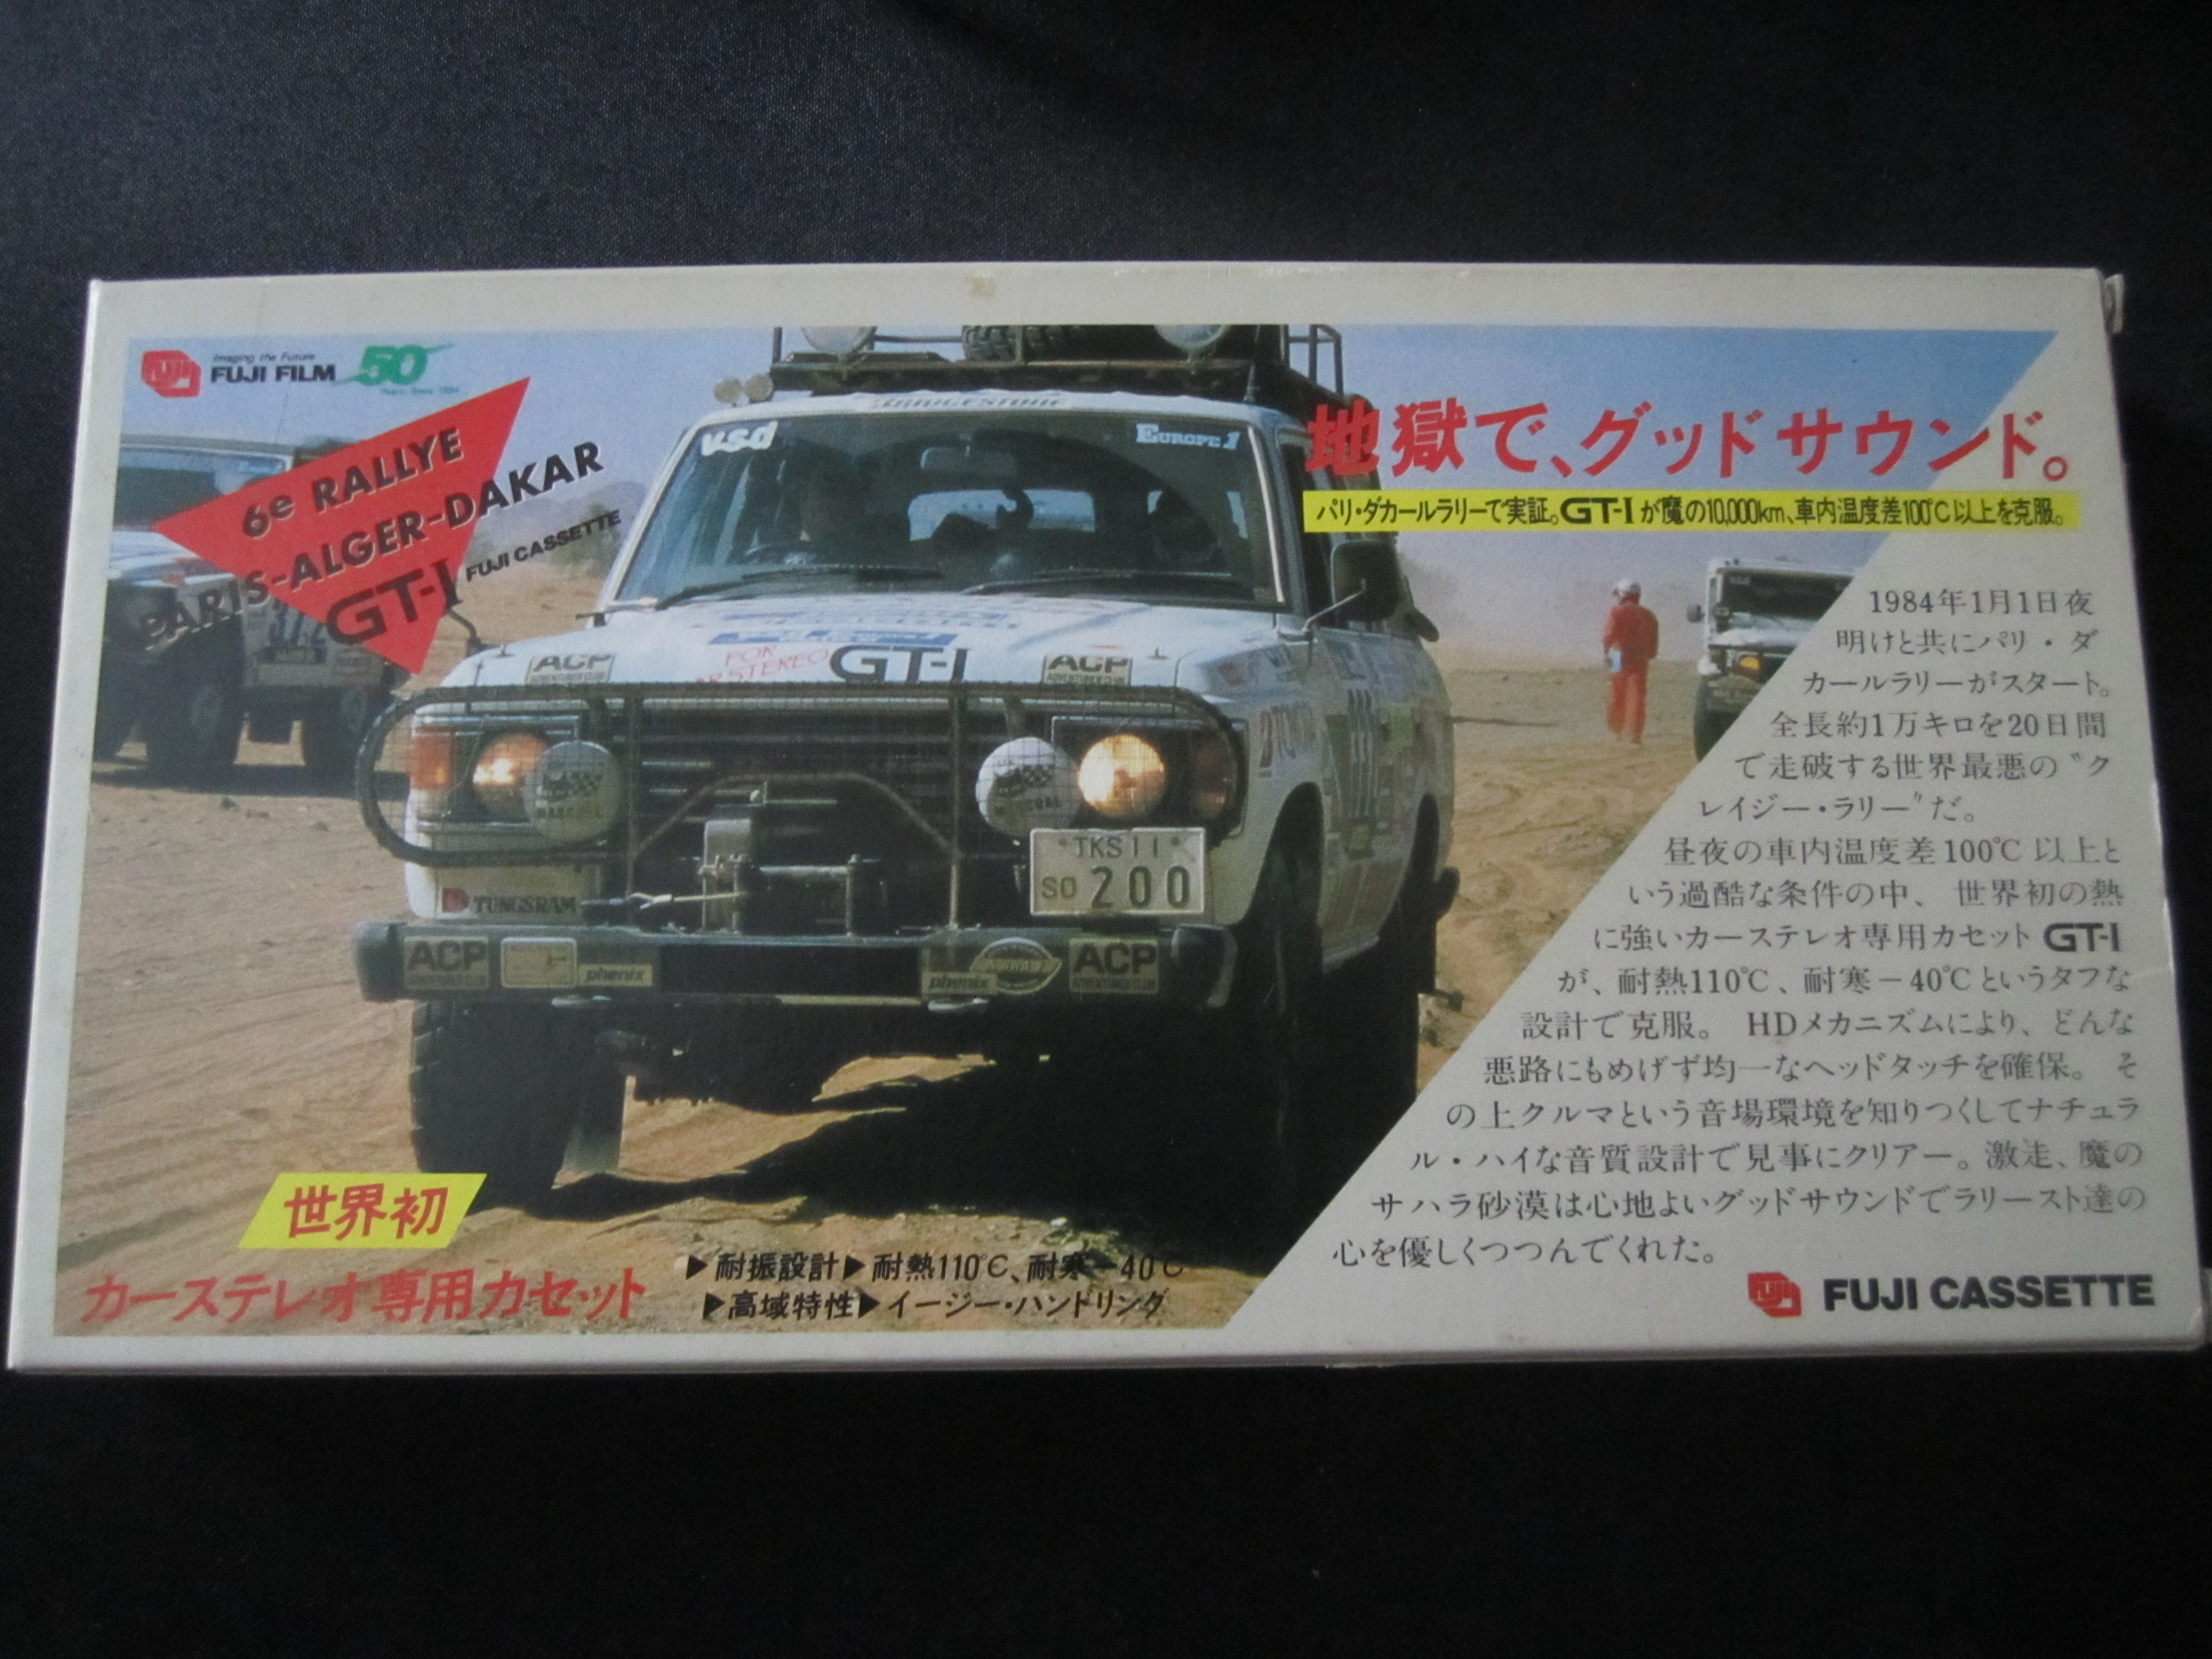 Imaging the Future
FUJI FILM
50
6e RALLYE
PARIS-ALGER-DAKAR
GT-I FUJI CASSETTE
BRIDGESTONE
vsd
EUROPE 1
地獄で、グッドサウンド。
パリ・ダカールラリーで実証。GT-Iが魔の10,000km、車内温度差100℃以上を克服。
1984年1月1日夜
明けと共にパリ・ダ
カールラリーがスタート。
全長約1万キロを20日間
で走破する世界最悪の〝ク
レイジー・ラリー〟だ。
昼夜の車内温度差100℃以上と
いう過酷な条件の中、世界初の熱
に強いカーステレオ専用カセット GT-I
が、耐熱110℃、耐寒－40℃というタフな
設計で克服。 HDメカニズムにより、どんな
悪路にもめげず均一なヘッドタッチを確保。 そ
の上クルマという音場環境を知りつくしてナチュラ
ル・ハイな音質設計で見事にクリアー。激走、魔の
サハラ砂漠は心地よいグッドサウンドでラリースト達の
心を優しくつつんでくれた。
FUJI CASSETTE
FOR
CAR STEREO GT-I
ACP
ADVENTURES CLUB
ACP
ADVENTURES CLUB
MARCHAL
MARCHAL
TKS 11
SO 200
TUNGSRAM
ACP
phenix
phenix
ACP
世界初
カーステレオ専用カセット
▶耐振設計▶耐熱110℃、耐寒－40℃
▶高域特性▶イージー・ハンドリング